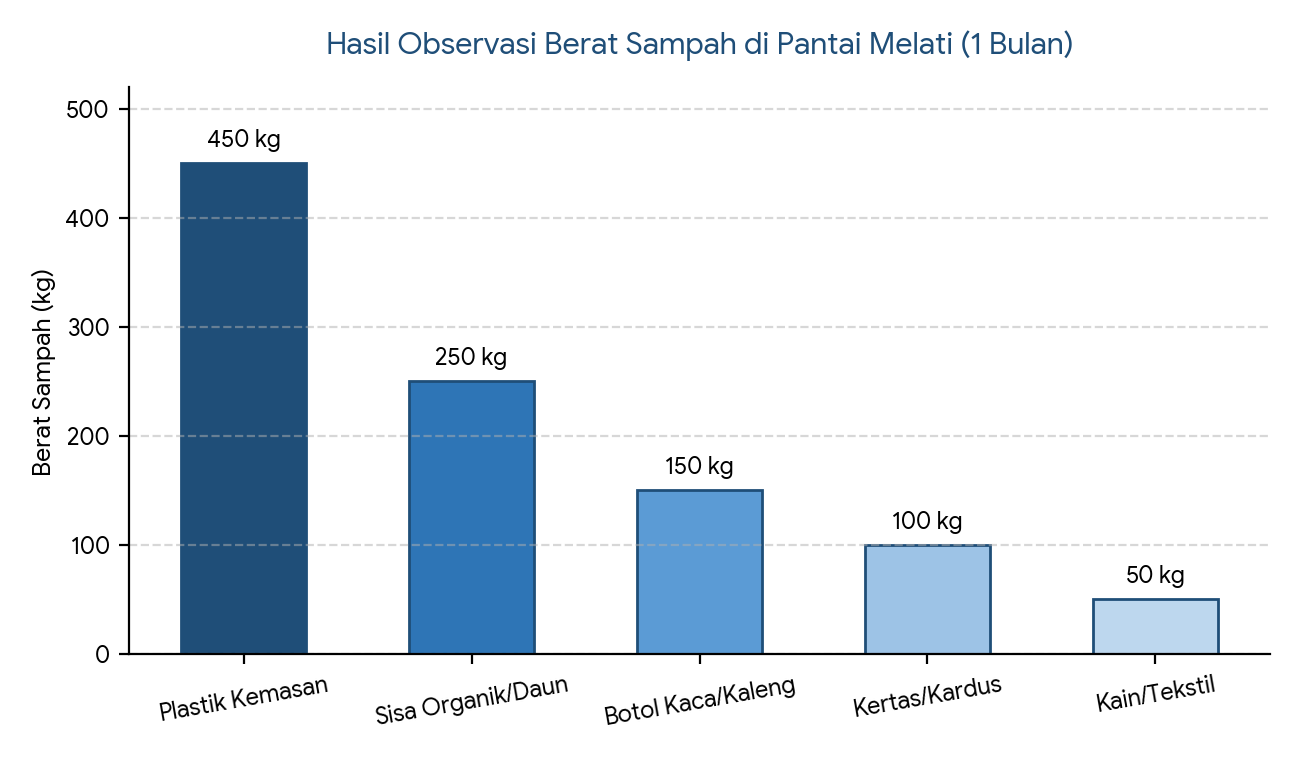 Hasil Observasi Berat Sampah di Pantai Melati (1 Bulan)
Berat Sampah (kg)
500
400
300
200
100
0
450 kg
250 kg
150 kg
100 kg
50 kg
Plastik Kemasan
Sisa Organik/Daun
Botol Kaca/Kaleng
Kertas/Kardus
Kain/Tekstil